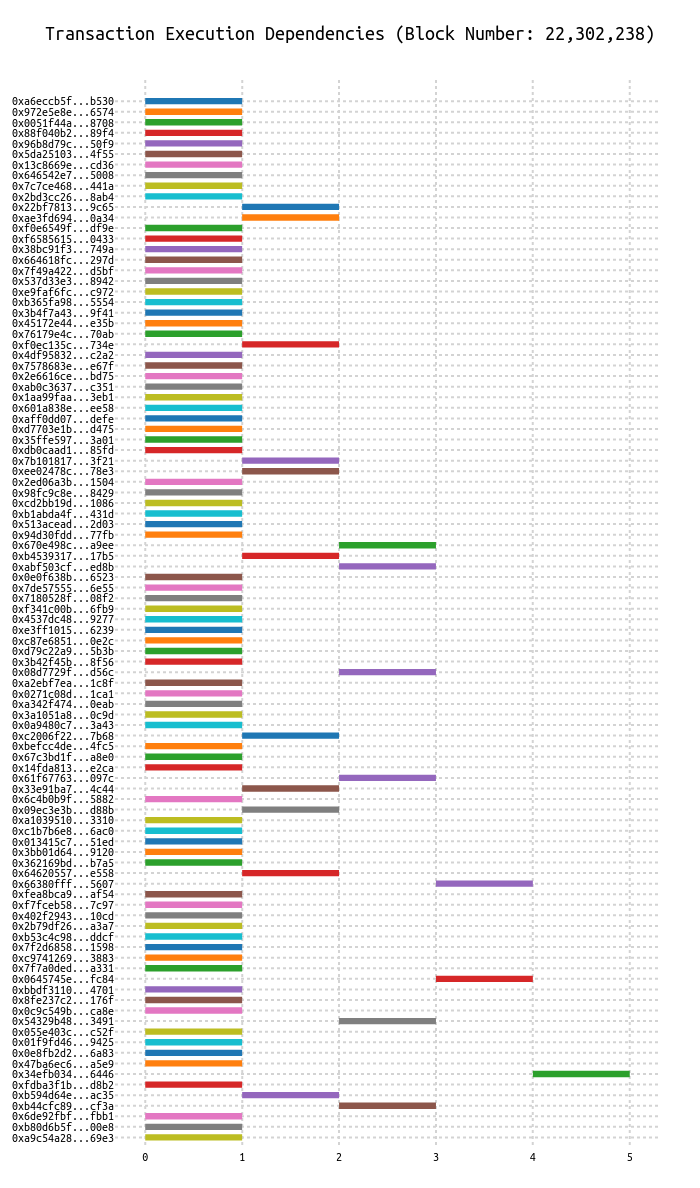 Transaction Execution Dependencies (Block Number: 22,302,238)
0xa6eccb5f...b530
0x972e5e8e...6574
0x0051f44a...8708
0x88f040b2...89f4
0x96b8d79c...50f9
0x5da25103...4f55
0x13c8669e...cd36
0x646542e7...5008
0x7c7ce468...441a
0x2bd3cc26...8ab4
0x22bf7813...9c65
0xae3fd694...0a34
0xf0e6549f...df9e
0xf6585615...0433
0x38bc91f3...749a
0x664618fc...297d
0x7f49a422...d5bf
0x537d33e3...8942
0xe9faf6fc...c972
0xb365fa98...5554
0x3b4f7a43...9f41
0x45172e44...e35b
0x76179e4c...70ab
0xf0ec135c...734e
0x4df95832...c2a2
0x7578683e...e67f
0x2e6616ce...bd75
0xab0c3637...c351
0x1aa99faa...3eb1
0x601a838e...ee58
0xaff0dd07...defe
0xd7703e1b...d475
0x35ffe597...3a01
0xdb0caad1...85fd
0x7b101817...3f21
0xee02478c...78e3
0x2ed06a3b...1504
0x98fc9c8e...8429
0xcd2bb19d...1086
0xb1abda4f...431d
0x513acead...2d03
0x94d30fdd...77fb
0x670e498c...a9ee
0xb4539317...17b5
0xabf503cf...ed8b
0x0e0f638b...6523
0x7de57555...6e55
0x7180528f...08f2
0xf341c00b...6fb9
0x4537dc48...9277
0xe3ff1015...6239
0xc87e6851...0e2c
0xd79c22a9...5b3b
0x3b42f45b...8f56
0x08d7729f...d56c
0xa2ebf7ea...1c8f
0x0271c08d...1ca1
0xa342f474...0eab
0x3a1051a8...0c9d
0x0a9480c7...3a43
0xc2006f22...7b68
0xbefcc4de...4fc5
0x67c3bd1f...a8e0
0x14fda813...e2ca
0x61f67763...097c
0x33e91ba7...4c44
0x6c4b0b9f...5882
0x09ec3e3b...d88b
0xa1039510...3310
0xc1b7b6e8...6ac0
0x013415c7...51ed
0x3bb01d64...9120
0x362169bd...b7a5
0x64620557...e558
0x66380fff...5607
0xfea8bca9...af54
0xf7fceb58...7c97
0x402f2943...10cd
0x2b79df26...a3a7
0xb53c4c98...ddcf
0x7f2d6858...1598
0xc9741269...3883
0x7f7a0ded...a331
0x0645745e...fc84
0xbbdf3110...4701
0x8fe237c2...176f
0x0c9c549b...ca8e
0x54329b48...3491
0x055e403c...c52f
0x01f9fd46...9425
0x0e8fb2d2...6a83
0x47ba6ec6...a5e9
0x34efb034...6446
0xfdba3f1b...d8b2
0xb594d64e...ac35
0xb44cfc89...cf3a
0x6de92fbf...fbb1
0xb80d6b5f...00e8
0xa9c54a28...69e3
0 1 2 3 4 5